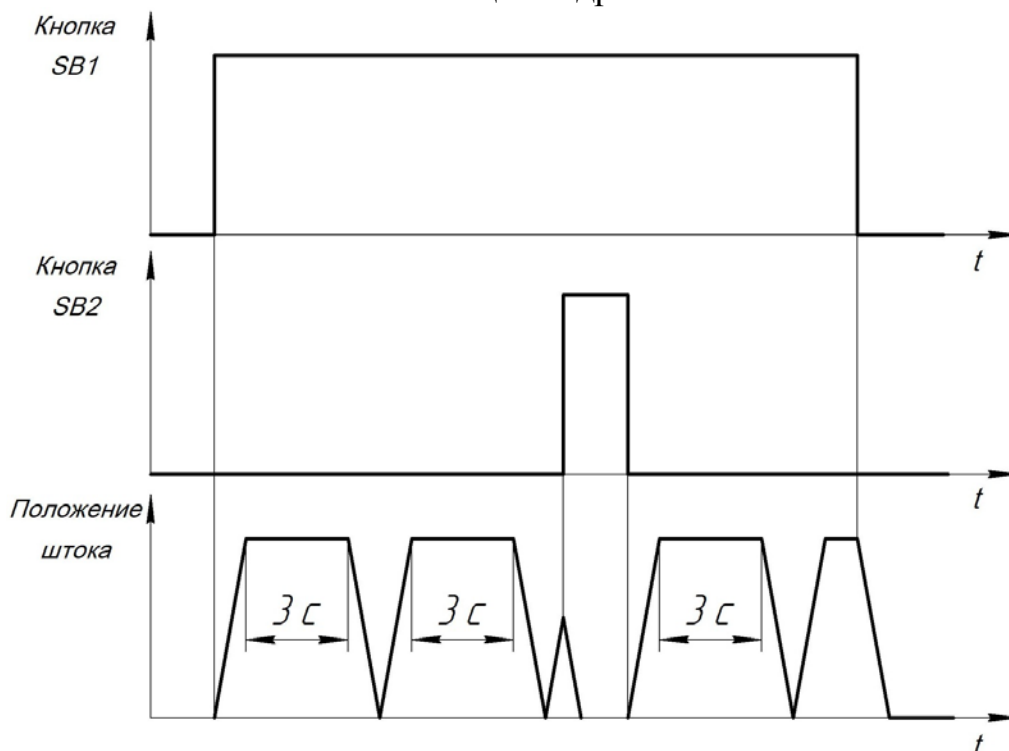 Кнопка
SB1
t
Кнопка
SB2
t
Положение
штока
3 с
3 с
3 с
t